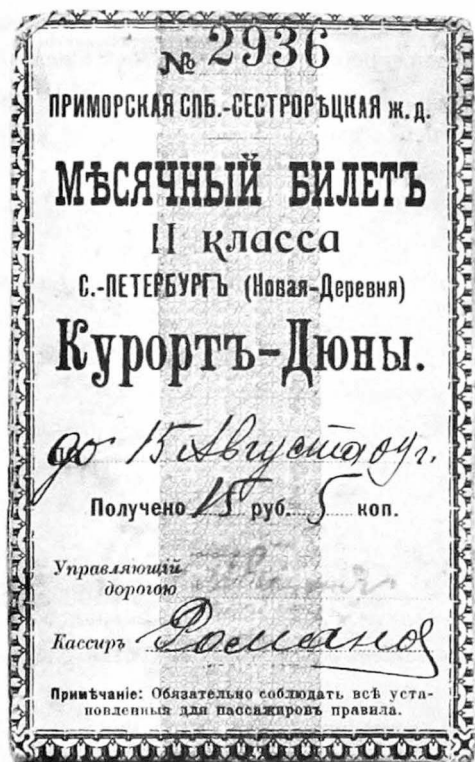 № 2936
ПРИМОРСКАЯ СПБ.-СЕСТРОРѢЦКАЯ ж. д.
МѢСЯЧНЫЙ БИЛЕТЪ
II класса
С.-ПЕТЕРБУРГЪ (Новая-Деревня)
Курортъ-Дюны.
до 15 Августа 09 г.
Получено 15 руб. 5 коп.
Управляющій
дорогою
Кассиръ Романов
Примѣчаніе: Обязательно соблюдать всѣ уста-
новленныя для пассажировъ правила.